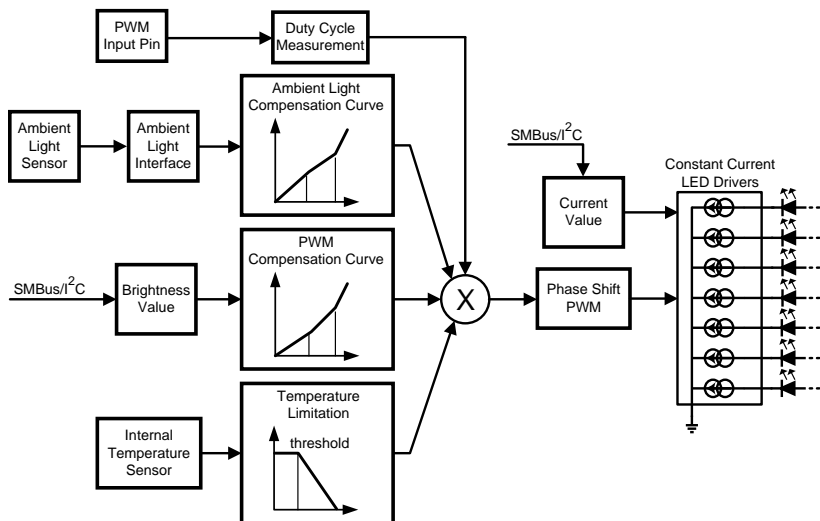 PWM
Input Pin
Duty Cycle
Measurement
Ambient Light
Compensation Curve
Ambient
Light
Sensor
Ambient
Light
Interface
SMBus/I²C
Constant Current
LED Drivers
Current
Value
PWM
Compensation Curve
SMBus/I²C
Brightness
Value
X
Phase Shift
PWM
Temperature
Limitation
threshold
Internal
Temperature
Sensor